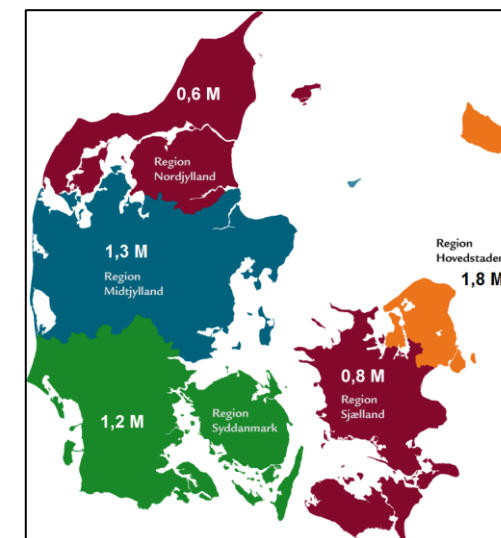 0,6 M
Region
Nordjylland
1,3 M
Region
Midtjylland
Region
Hovedstaden
1,8 M
0,8 M
Region
Sjælland
1,2 M
Region
Syddanmark